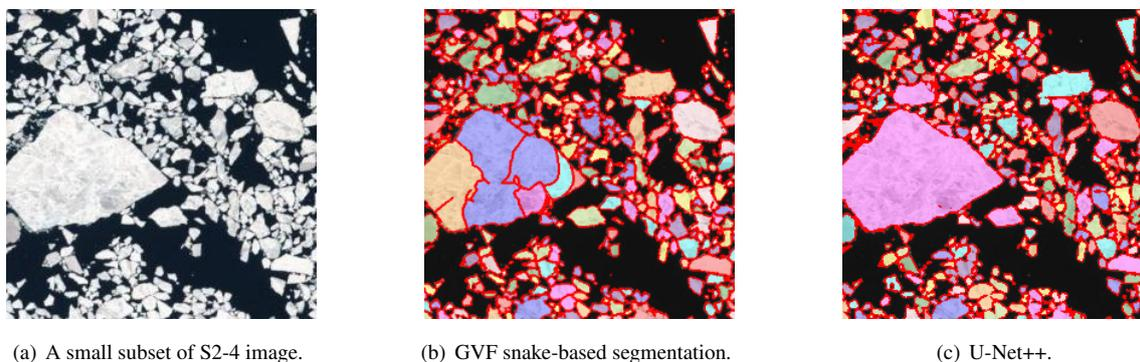 (a) A small subset of S2-4 image.
(b) GVF snake-based segmentation.
(c) U-Net++.